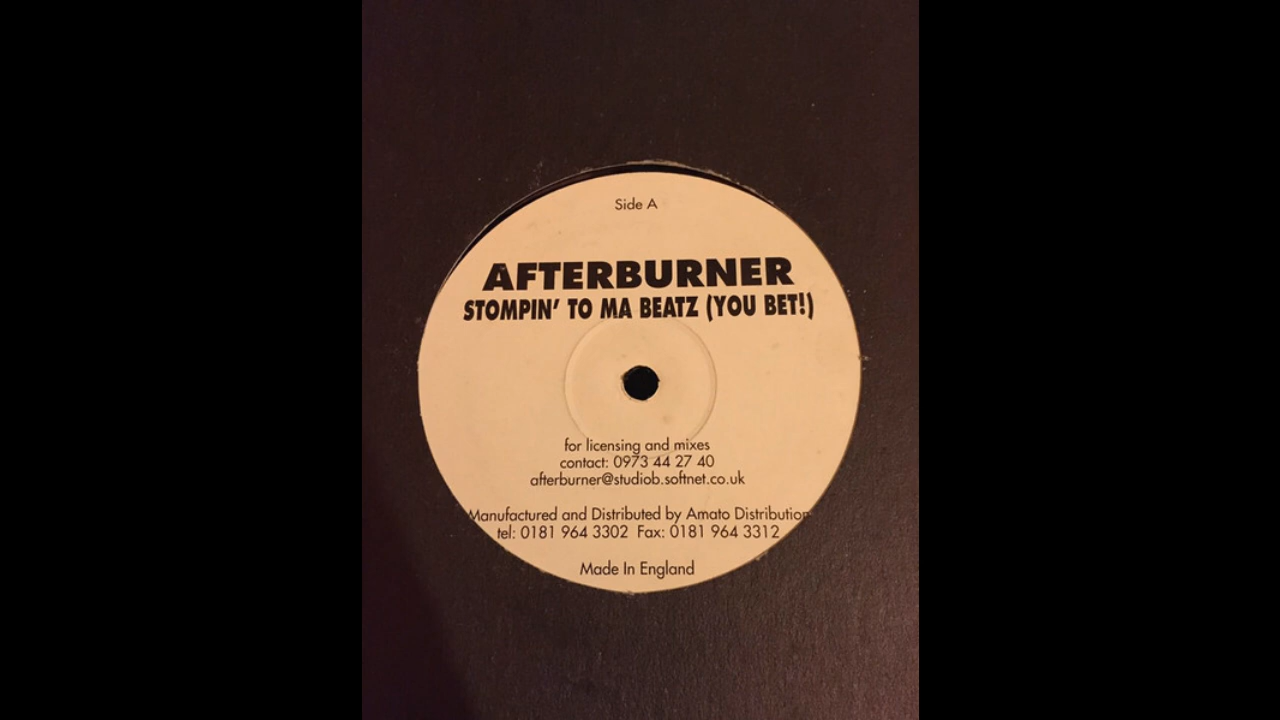 Side A
AFTERBURNER
STOMPIN' TO MA BEATZ (YOU BET!)
for licensing and mixes
contact: 0973 44 27 40
afterburner@studiob.softnet.co.uk
Manufactured and Distributed by Amato Distribution
tel: 0181 964 3302 Fax: 0181 964 3312
Made In England